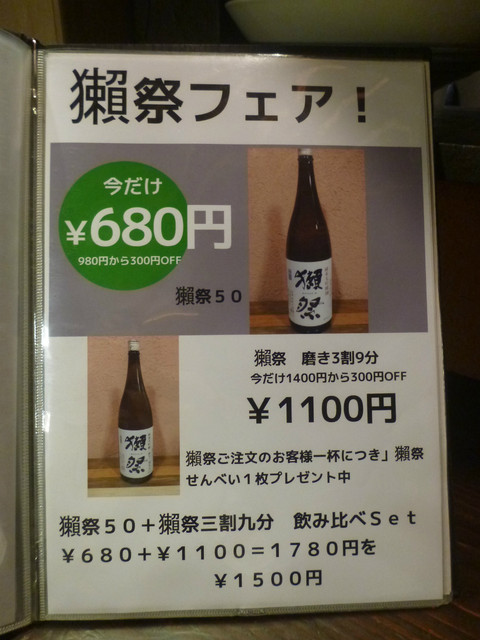 獺祭フェア！
今だけ
¥680円
980円から300円OFF
獺祭５０
獺祭
獺祭　磨き3割9分
今だけ1400円から300円OFF
￥1100円
獺祭
獺祭ご注文のお客様一杯につき」獺祭
せんべい１枚プレゼント中
獺祭５０＋獺祭三割九分　飲み比べＳｅｔ
￥６８０＋￥１１００＝１７８０円を
￥１５００円